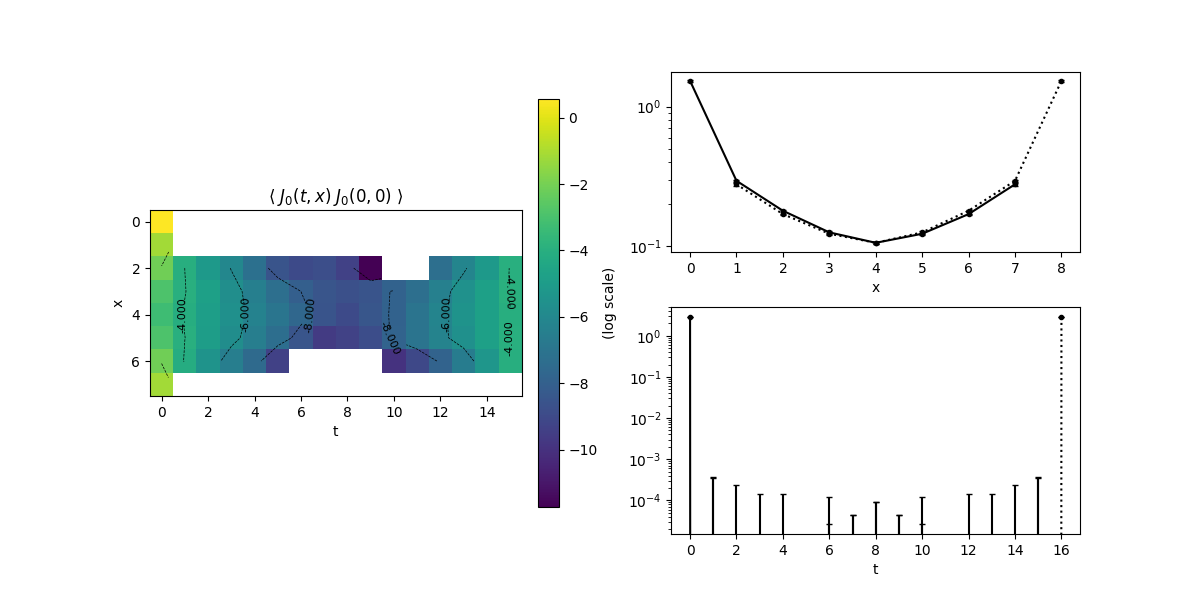 ⟨ J₀(t, x) J₀(0, 0) ⟩
x
0
2
4
6
-4.000
-6.000
-8.000
-8.000
-6.000
-4.000
-4.000
0 2 4 6 8 10 12 14
t
0
−2
−4
−6
−8
−10
(log scale)
10⁰
10⁻¹
0 1 2 3 4 5 6 7 8
x
10⁰
10⁻¹
10⁻²
10⁻³
10⁻⁴
0 2 4 6 8 10 12 14 16
t